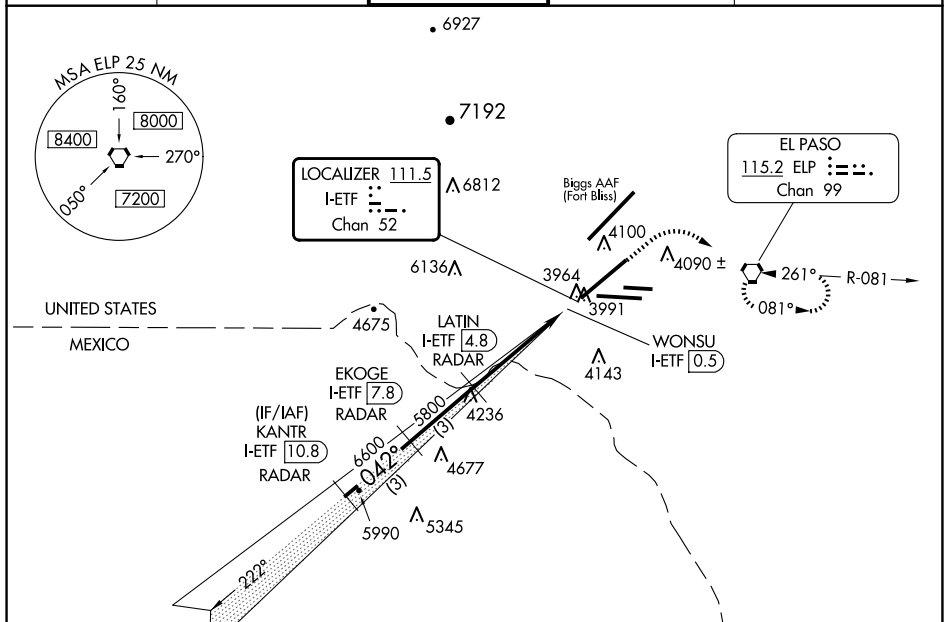 6927
MSA ELP 25 NM
160°
8000
8400
270°
050°
7200
7192
LOCALIZER 111.5
I-ETF
Chan 52
6812
Biggs AAF
(Fort Bliss)
EL PASO
115.2 ELP
Chan 99
4100
4090 ±
6136
3964
3991
261°
R-081
081°
UNITED STATES
MEXICO
4675
LATIN
I-ETF 4.8
RADAR
WONSU
I-ETF 0.5
4143
EKOGE
I-ETF 7.8
RADAR
5800
4236
(3)
(IF/IAF)
KANTR
I-ETF 10.8
RADAR
6600
042°
(3)
4677
5990
5345
222°